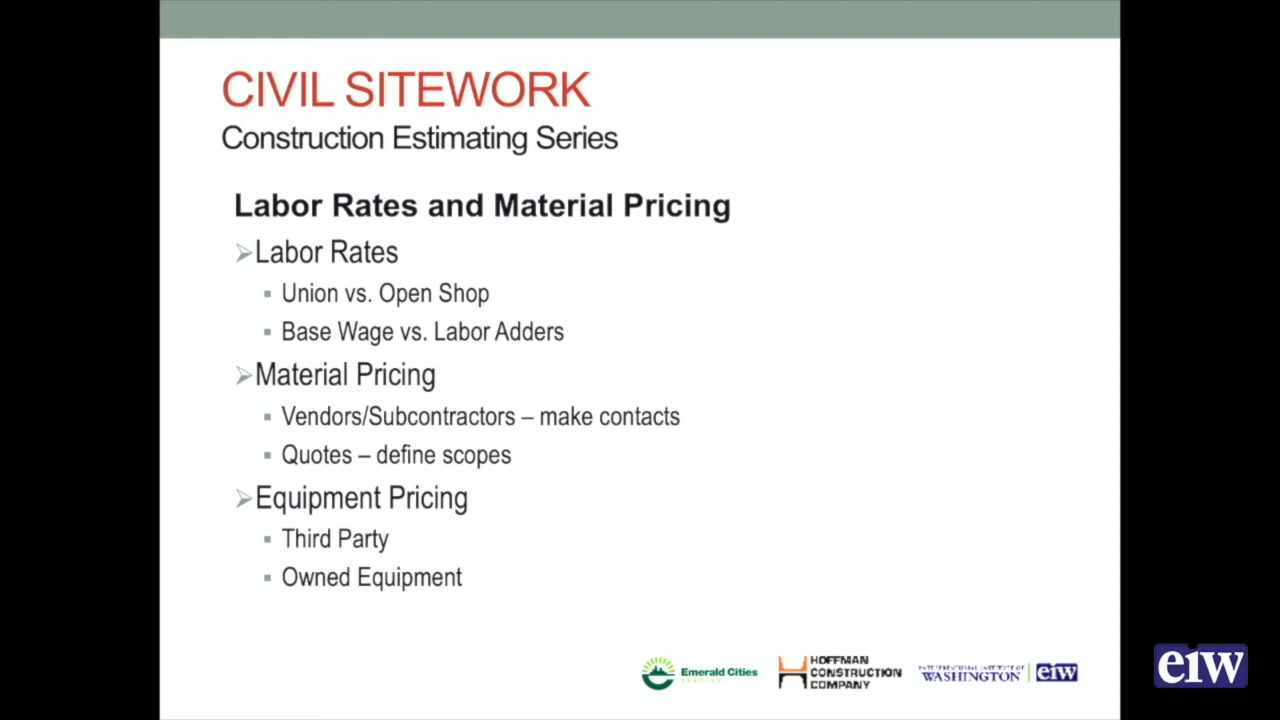 CIVIL SITEWORK
Construction Estimating Series
Labor Rates and Material Pricing
Labor Rates
Union vs. Open Shop
Base Wage vs. Labor Adders
Material Pricing
Vendors/Subcontractors – make contacts
Quotes – define scopes
Equipment Pricing
Third Party
Owned Equipment
Emerald Cities
HOFFMAN
CONSTRUCTION
COMPANY
WASHINGTON
e1w
e1w